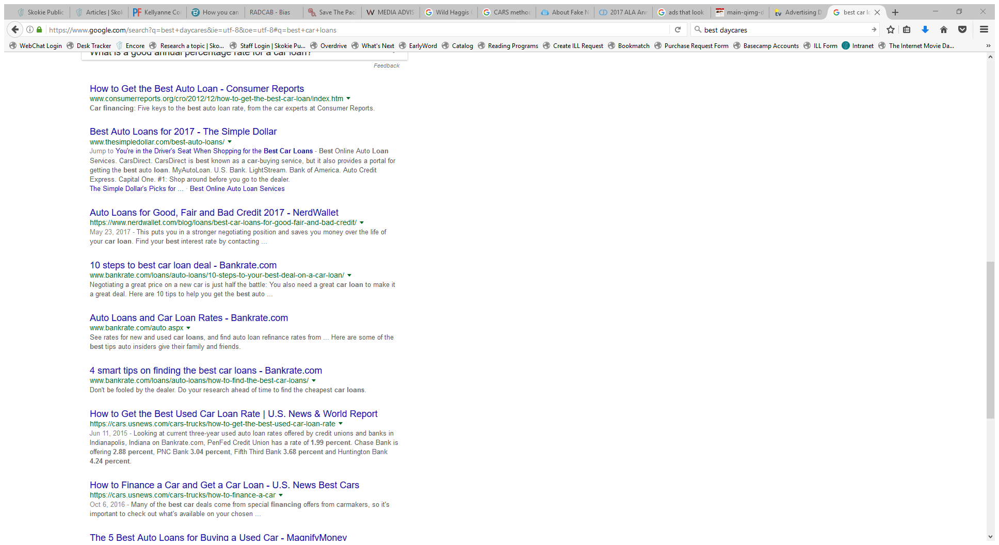 Skokie Public
Articles | Skok
Kellyanne Co
How you can
RADCAB - Bias
Save The Paci
MEDIA ADVIS
Wild Haggis
CARS metho
About Fake N
2017 ALA Ann
ads that look
main-qimg-d
Advertising D
best car lo
https://www.google.com/search?q=best+daycares&ie=utf-8&oe=utf-8#q=best+car+loans
best daycares
WebChat Login Desk Tracker Encore Research a topic | Sko... Staff Login | Skokie Pu... Overdrive What's Next EarlyWord Catalog Reading Programs Create ILL Request Bookmatch Purchase Request Form Basecamp Accounts ILL Form Intranet The Internet Movie Da...
What is a good annual percentage rate for a car loan?
Feedback
How to Get the Best Auto Loan - Consumer Reports
www.consumerreports.org/cro/2012/12/how-to-get-the-best-car-loan/index.htm
Car financing: Five keys to the best auto loan rate, from the car experts at Consumer Reports.
Best Auto Loans for 2017 - The Simple Dollar
www.thesimpledollar.com/best-auto-loans/
Jump to You're in the Driver's Seat When Shopping for the Best Car Loans - Best Online Auto Loan
Services. CarsDirect. CarsDirect is best known as a car-buying service, but it also provides a portal for
getting the best auto loan. MyAutoLoan. U.S. Bank. LightStream. Bank of America. Auto Credit
Express. Capital One. #1: Shop around before you go to the dealer.
The Simple Dollar's Picks for ... · Best Online Auto Loan Services
Auto Loans for Good, Fair and Bad Credit 2017 - NerdWallet
https://www.nerdwallet.com/blog/loans/best-car-loans-for-good-fair-and-bad-credit/
May 23, 2017 - This puts you in a stronger negotiating position and saves you money over the life of
your car loan. Find your best interest rate by contacting ...
10 steps to best car loan deal - Bankrate.com
www.bankrate.com/loans/auto-loans/10-steps-to-your-best-deal-on-a-car-loan/
Negotiating a great price on a new car is just half the battle: You also need a great car loan to make it
a great deal. Here are 10 tips to help you get the best auto ...
Auto Loans and Car Loan Rates - Bankrate.com
www.bankrate.com/auto.aspx
See rates for new and used car loans, and find auto loan refinance rates from ... Here are some of the
best tips auto insiders give their family and friends.
4 smart tips on finding the best car loans - Bankrate.com
www.bankrate.com/loans/auto-loans/how-to-find-the-best-car-loans/
Don't be fooled by the dealer. Do your research ahead of time to find the cheapest car loans.
How to Get the Best Used Car Loan Rate | U.S. News & World Report
https://cars.usnews.com/cars-trucks/how-to-get-the-best-used-car-loan-rate
Jun 11, 2015 - Looking at current three-year used auto loan rates offered by credit unions and banks in
Indianapolis, Indiana on Bankrate.com, PenFed Credit Union has a rate of 1.99 percent. Chase Bank is
offering 2.88 percent, PNC Bank 3.04 percent, Fifth Third Bank 3.68 percent and Huntington Bank
4.24 percent.
How to Finance a Car and Get a Car Loan - U.S. News Best Cars
https://cars.usnews.com/cars-trucks/how-to-finance-a-car
Oct 6, 2016 - Many of the best car deals come from special financing offers from carmakers, so it's
important to check out what's available on your chosen ...
The 5 Best Auto Loans for Buying a Used Car - MagnifyMoney